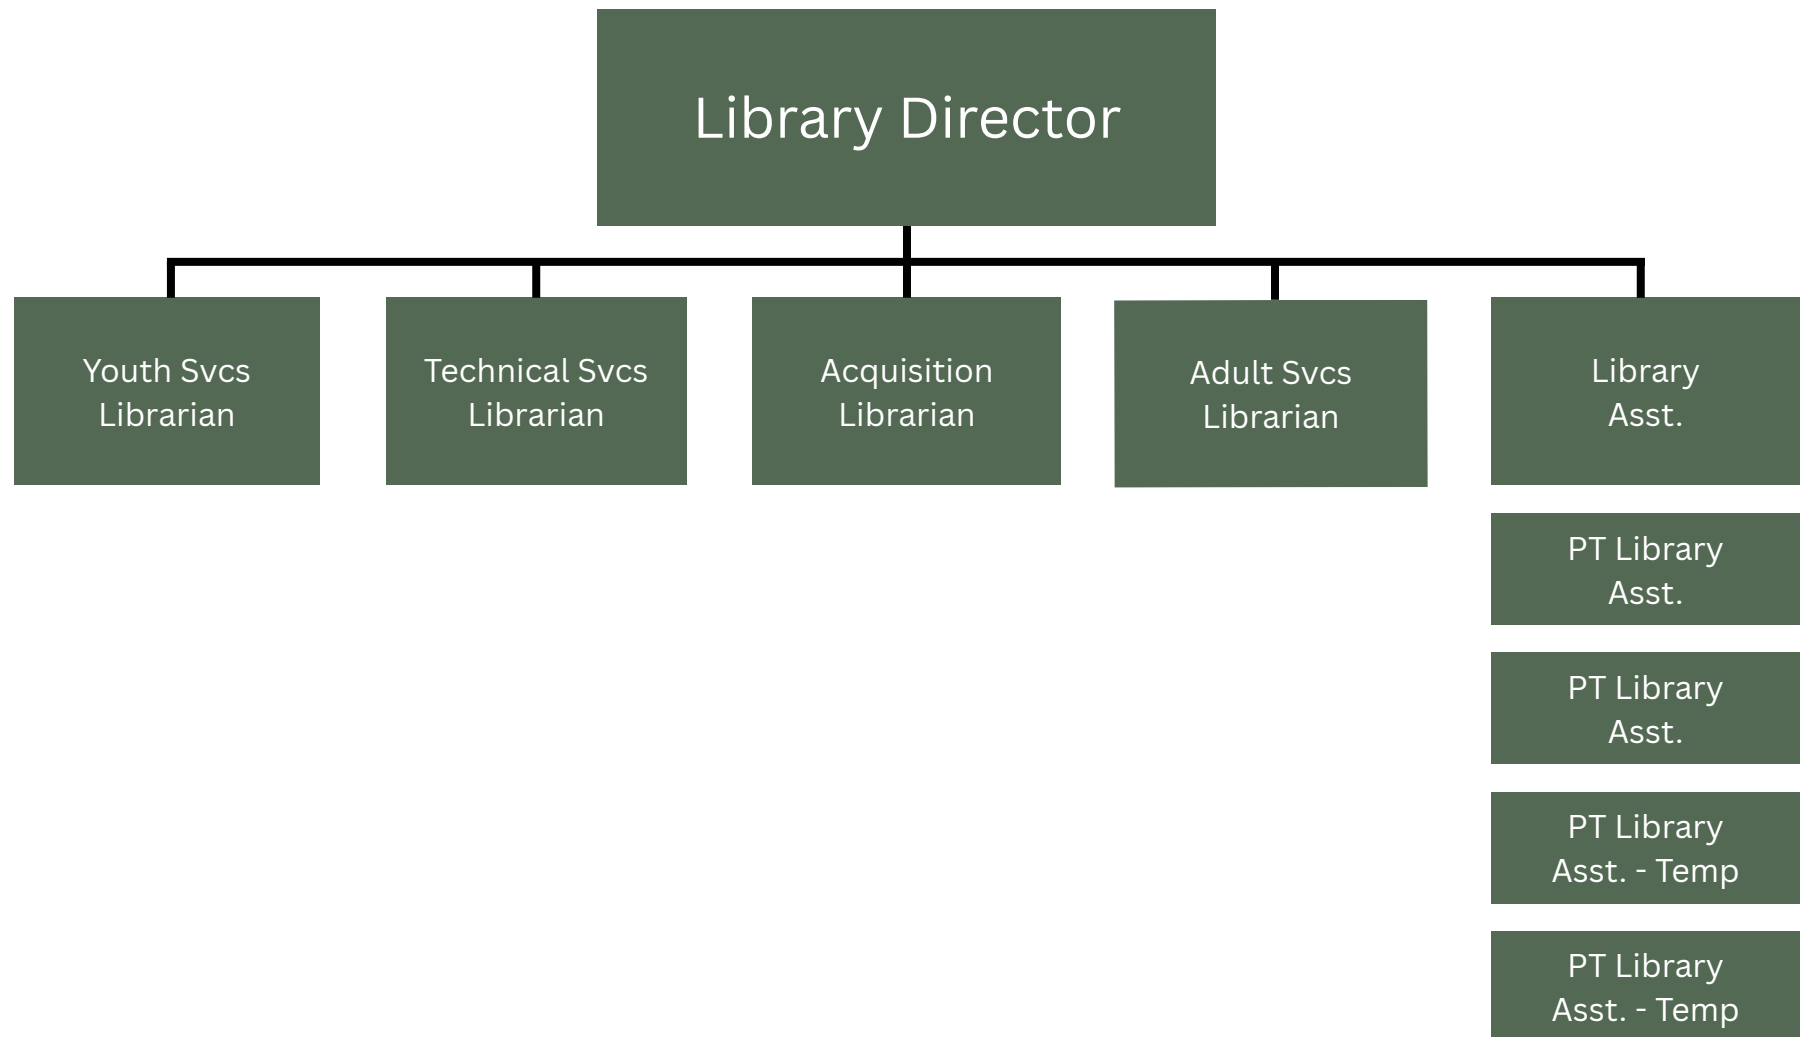 Library Director
Youth Svcs
Librarian
Technical Svcs
Librarian
Acquisition
Librarian
Adult Svcs
Librarian
Library
Asst.
PT Library
Asst.
PT Library
Asst.
PT Library
Asst. - Temp
PT Library
Asst. - Temp